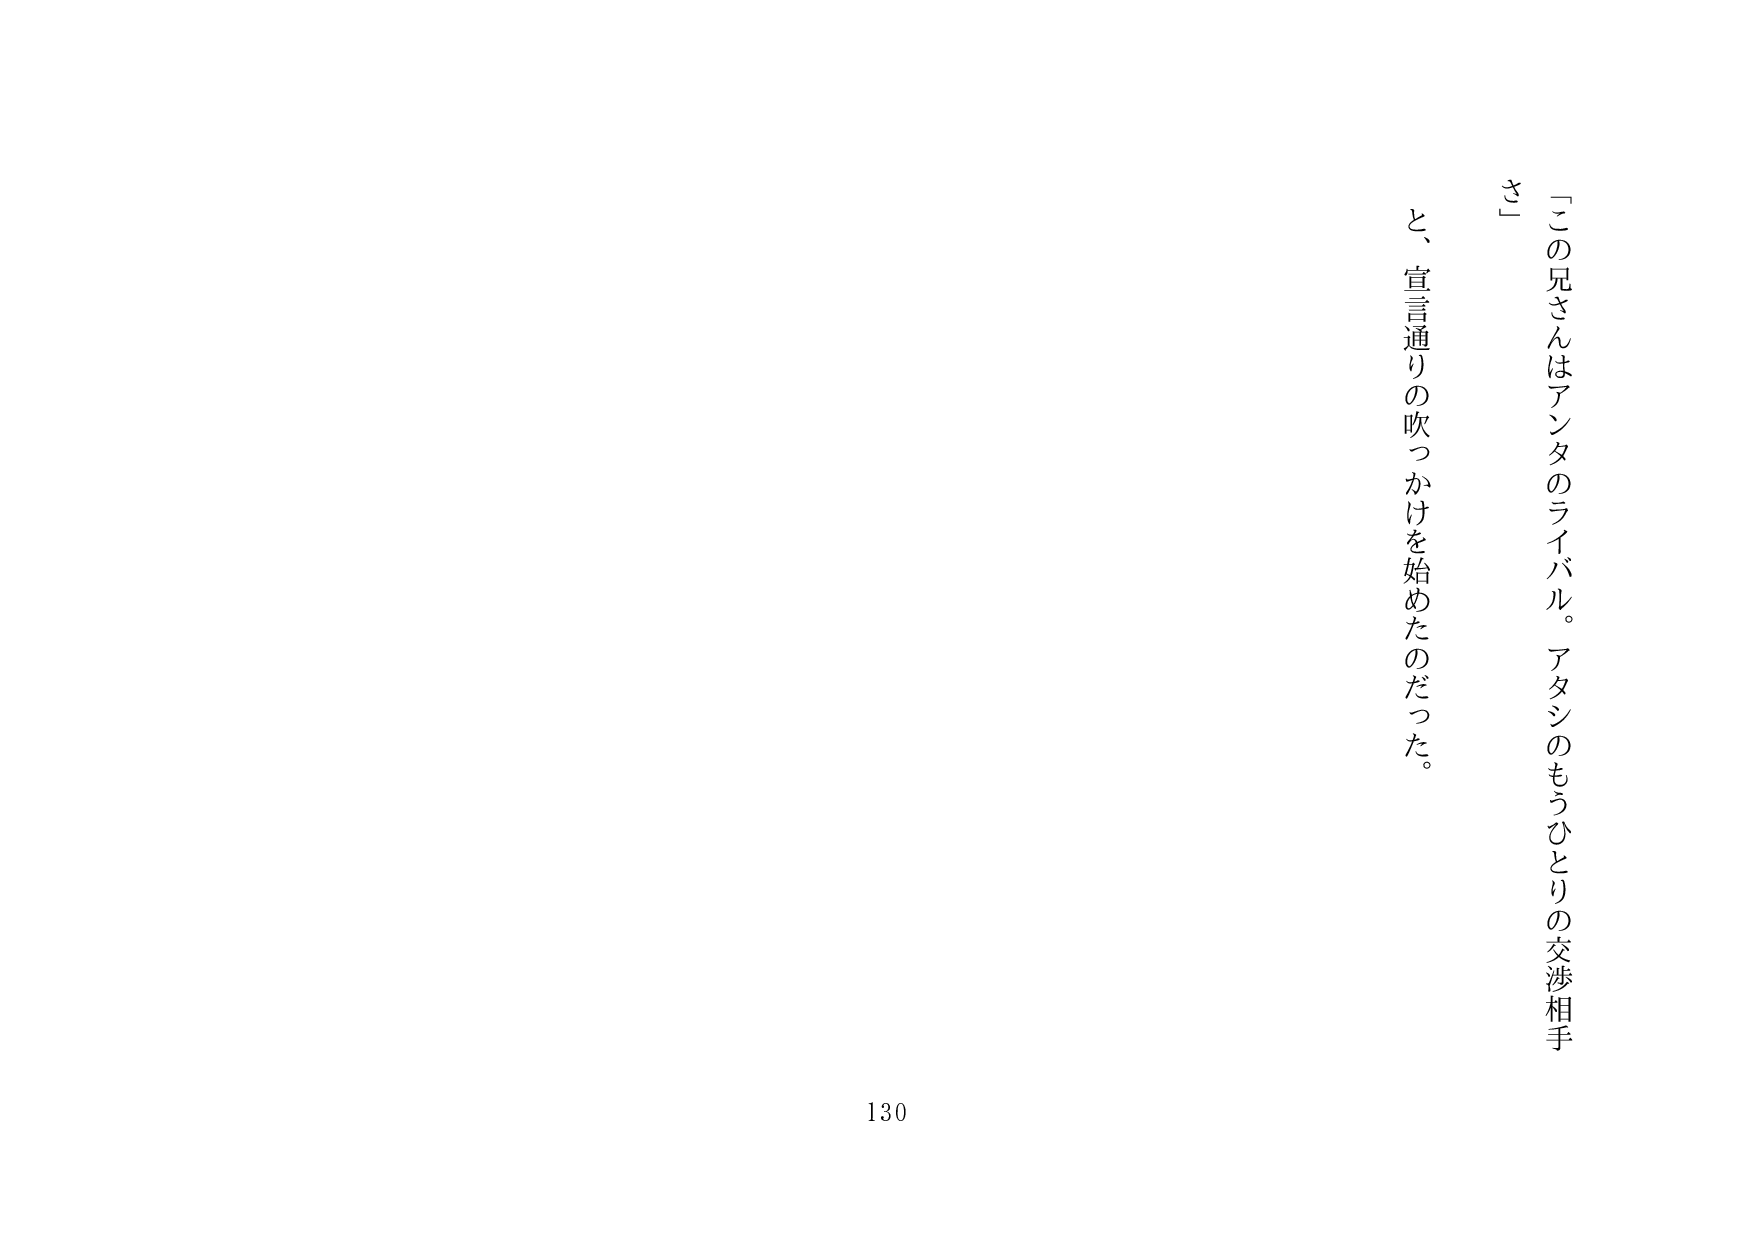 「この兄さんはアンタのライバル。アタシのもうひとりの交渉相手
さ」
と、宣言通りの吹っかけを始めたのだった。
130